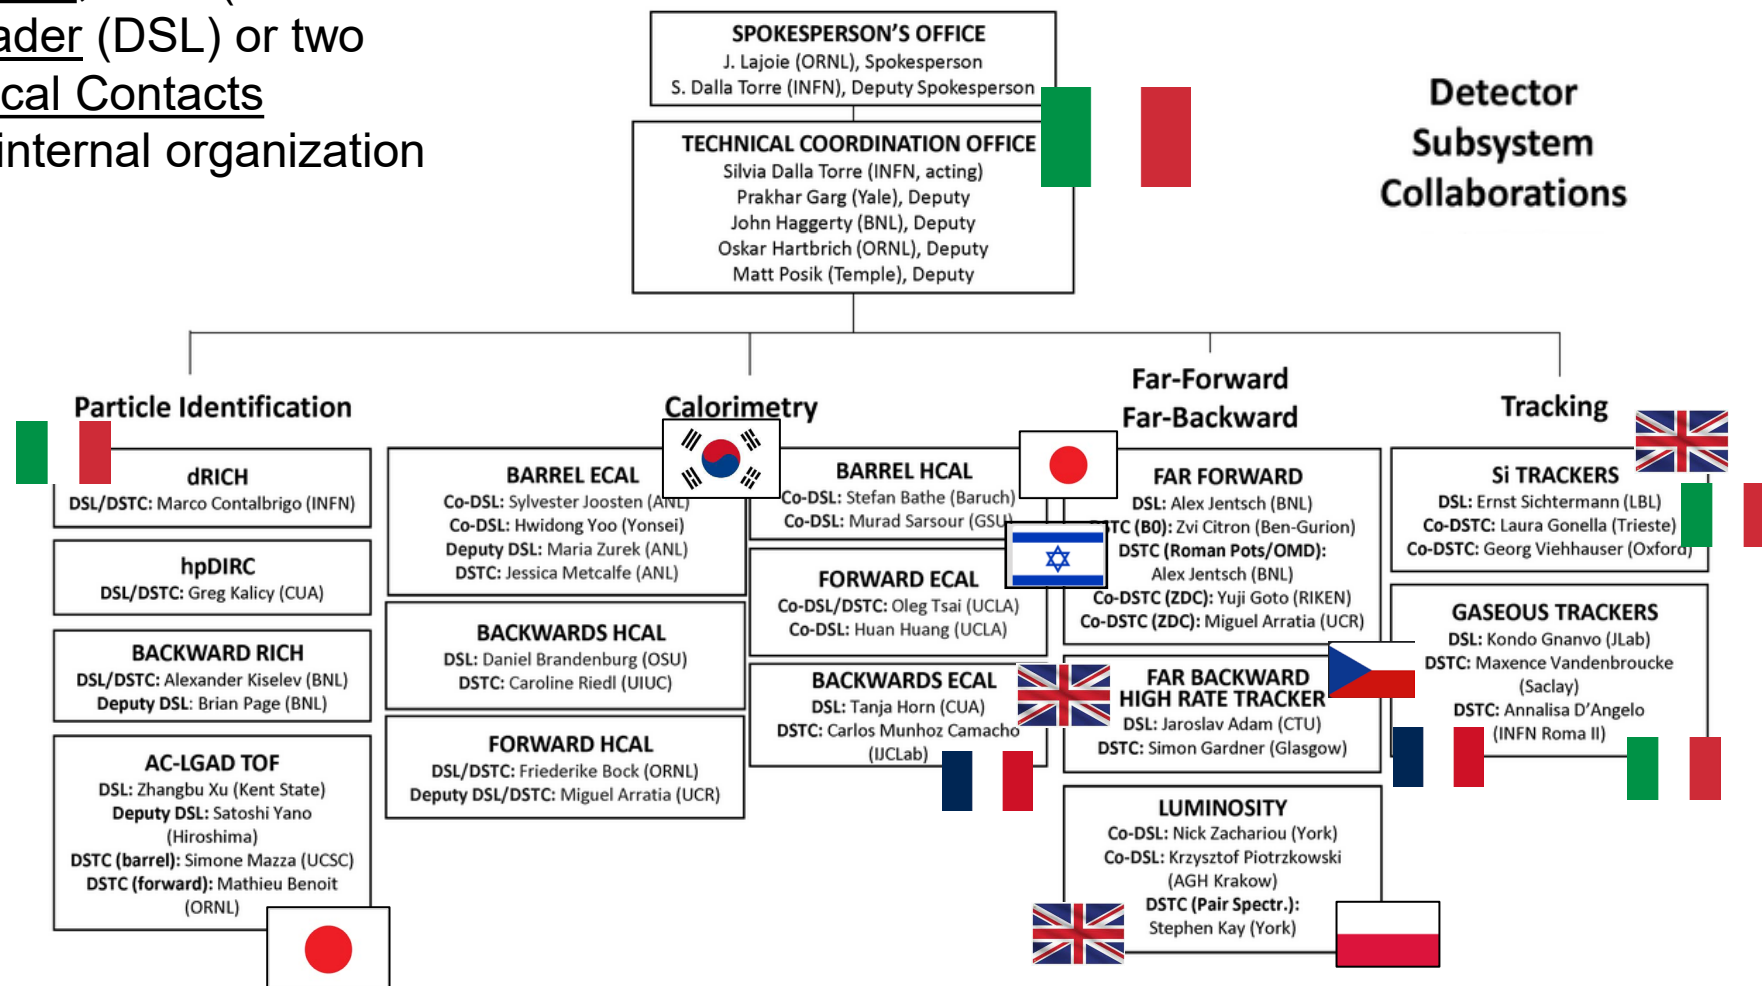 ader (DSL) or two
ical Contacts
internal organization
SPOKESPERSON'S OFFICE
J. Lajoie (ORNL), Spokesperson
S. Dalla Torre (INFN), Deputy Spokesperson
TECHNICAL COORDINATION OFFICE
Silvia Dalla Torre (INFN, acting)
Prakhar Garg (Yale), Deputy
John Haggerty (BNL), Deputy
Oskar Hartbrich (ORNL), Deputy
Matt Posik (Temple), Deputy
Detector
Subsystem
Collaborations
Particle Identification
dRICH
DSL/DSTC: Marco Contalbrigo (INFN)
hpDIRC
DSL/DSTC: Greg Kalicy (CUA)
BACKWARD RICH
DSL/DSTC: Alexander Kiselev (BNL)
Deputy DSL: Brian Page (BNL)
AC-LGAD TOF
DSL: Zhangbu Xu (Kent State)
Deputy DSL: Satoshi Yano
(Hiroshima)
DSTC (barrel): Simone Mazza (UCSC)
DSTC (forward): Mathieu Benoit
(ORNL)
Calorimetry
BARREL ECAL
Co-DSL: Sylvester Joosten (ANL)
Co-DSL: Hwidong Yoo (Yonsei)
Deputy DSL: Maria Zurek (ANL)
DSTC: Jessica Metcalfe (ANL)
BACKWARDS HCAL
DSL: Daniel Brandenburg (OSU)
DSTC: Caroline Riedl (UIUC)
FORWARD HCAL
DSL/DSTC: Friederike Bock (ORNL)
Deputy DSL/DSTC: Miguel Arratia (UCR)
BARREL HCAL
Co-DSL: Stefan Bathe (Baruch)
Co-DSL: Murad Sarsour (GSU)
FORWARD ECAL
Co-DSL/DSTC: Oleg Tsai (UCLA)
Co-DSL: Huan Huang (UCLA)
BACKWARDS ECAL
DSL: Tanja Horn (CUA)
DSTC: Carlos Munhoz Camacho
(IJCLab)
Far-Forward
Far-Backward
FAR FORWARD
DSL: Alex Jentsch (BNL)
DSTC (B0): Zvi Citron (Ben-Gurion)
DSTC (Roman Pots/OMD):
Alex Jentsch (BNL)
Co-DSTC (ZDC): Yuji Goto (RIKEN)
Co-DSTC (ZDC): Miguel Arratia (UCR)
FAR BACKWARD
HIGH RATE TRACKER
DSL: Jaroslav Adam (CTU)
DSTC: Simon Gardner (Glasgow)
LUMINOSITY
Co-DSL: Nick Zachariou (York)
Co-DSL: Krzysztof Piotrzkowski
(AGH Krakow)
DSTC (Pair Spectr.):
Stephen Kay (York)
Tracking
Si TRACKERS
DSL: Ernst Sichtermann (LBL)
Co-DSTC: Laura Gonella (Trieste)
Co-DSTC: Georg Viehhauser (Oxford)
GASEOUS TRACKERS
DSL: Kondo Gnanvo (JLab)
DSTC: Maxence Vandenbroucke
(Saclay)
DSTC: Annalisa D'Angelo
(INFN Roma II)